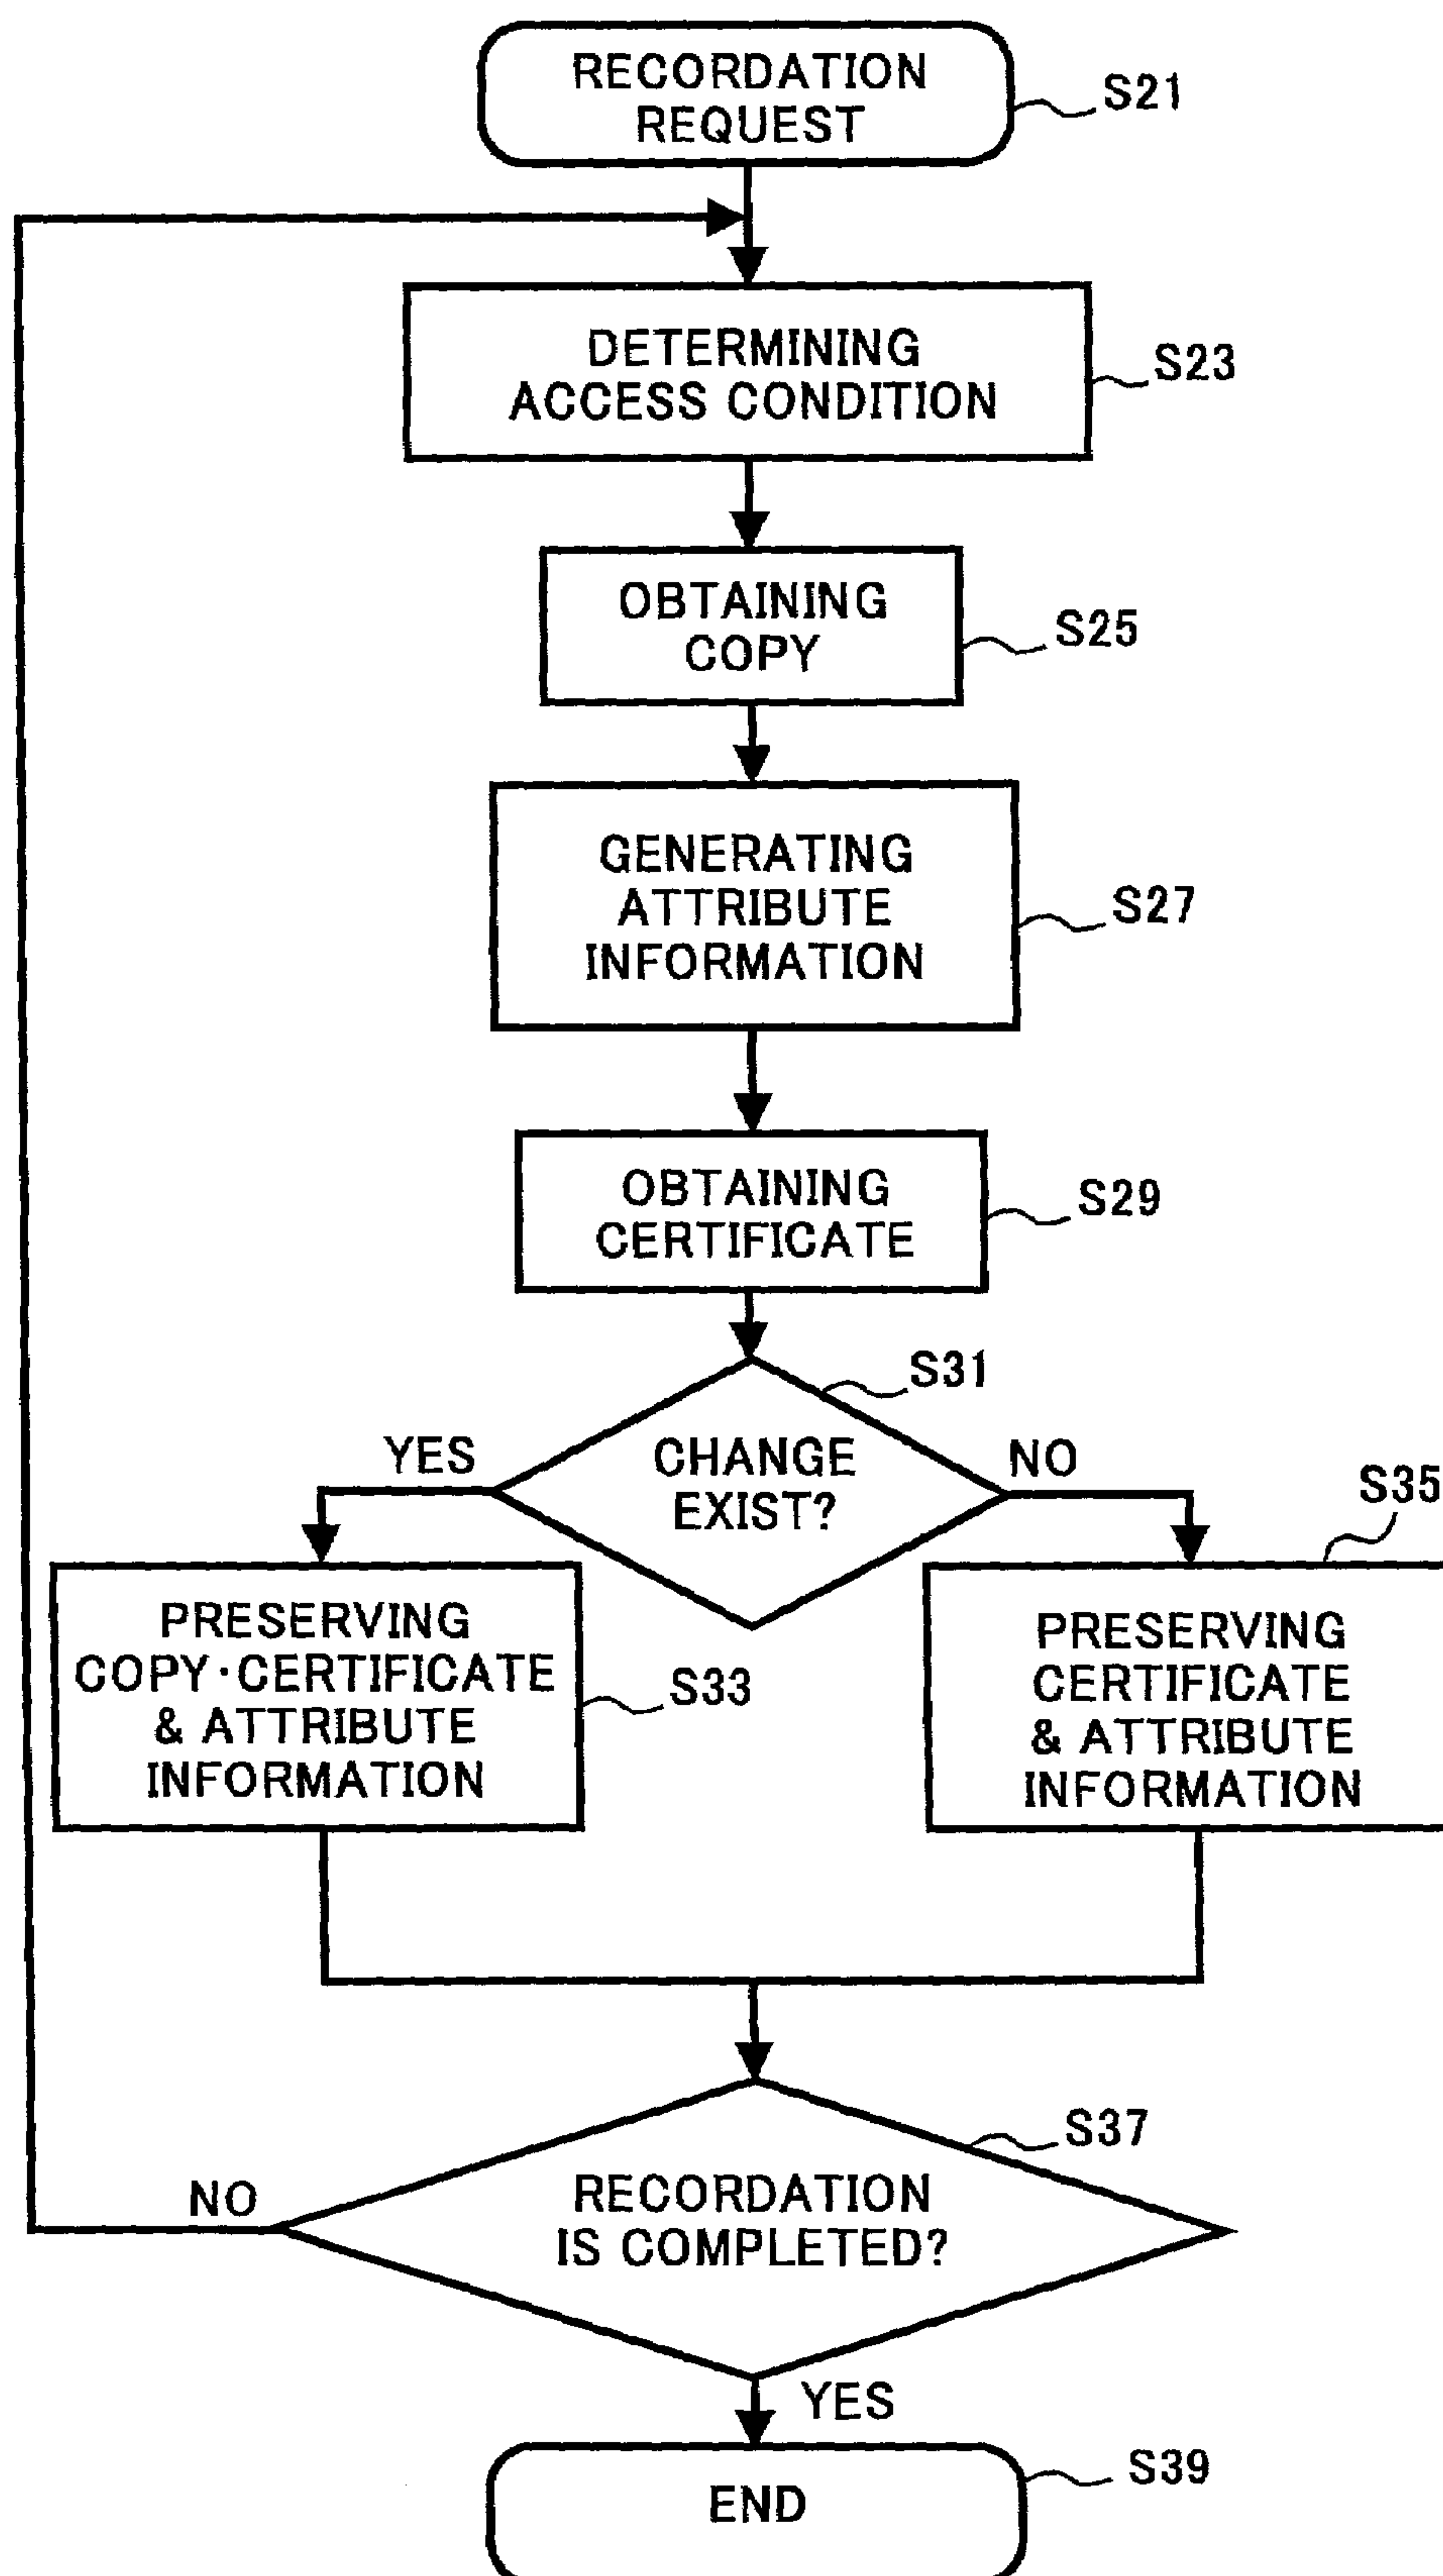 RECORDATION
REQUEST
S21
DETERMINING
ACCESS CONDITION
S23
OBTAINING
COPY
S25
GENERATING
ATTRIBUTE
INFORMATION
S27
OBTAINING
CERTIFICATE
S29
S31
CHANGE
EXIST?
YES
NO
PRESERVING
COPY·CERTIFICATE
& ATTRIBUTE
INFORMATION
S33
S35
PRESERVING
CERTIFICATE
& ATTRIBUTE
INFORMATION
S37
RECORDATION
IS COMPLETED?
NO
YES
END
S39